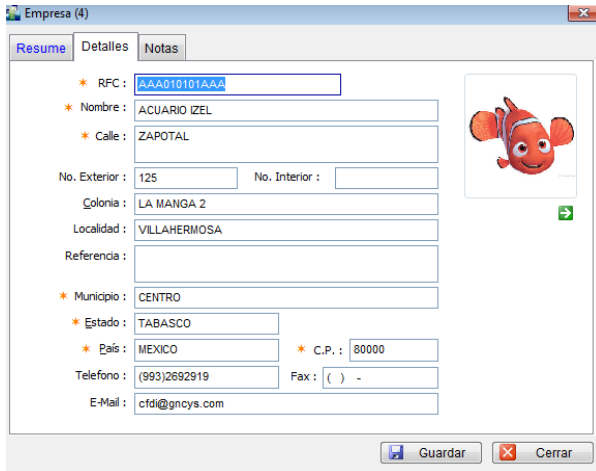 Empresa (4)
Resume Detalles Notas
RFC : AAA010101AAA
Nombre : ACUARIO IZEL
Calle : ZAPOTAL
No. Exterior : 125 No. Interior :
Colonia : LA MANGA 2
Localidad : VILLAHERMOSA
Referencia :
Municipio : CENTRO
Estado : TABASCO
País : MEXICO C.P. : 80000
Telefono : (993)2692919 Fax : ( ) -
E-Mail : cfdi@gncys.com
Guardar Cerrar